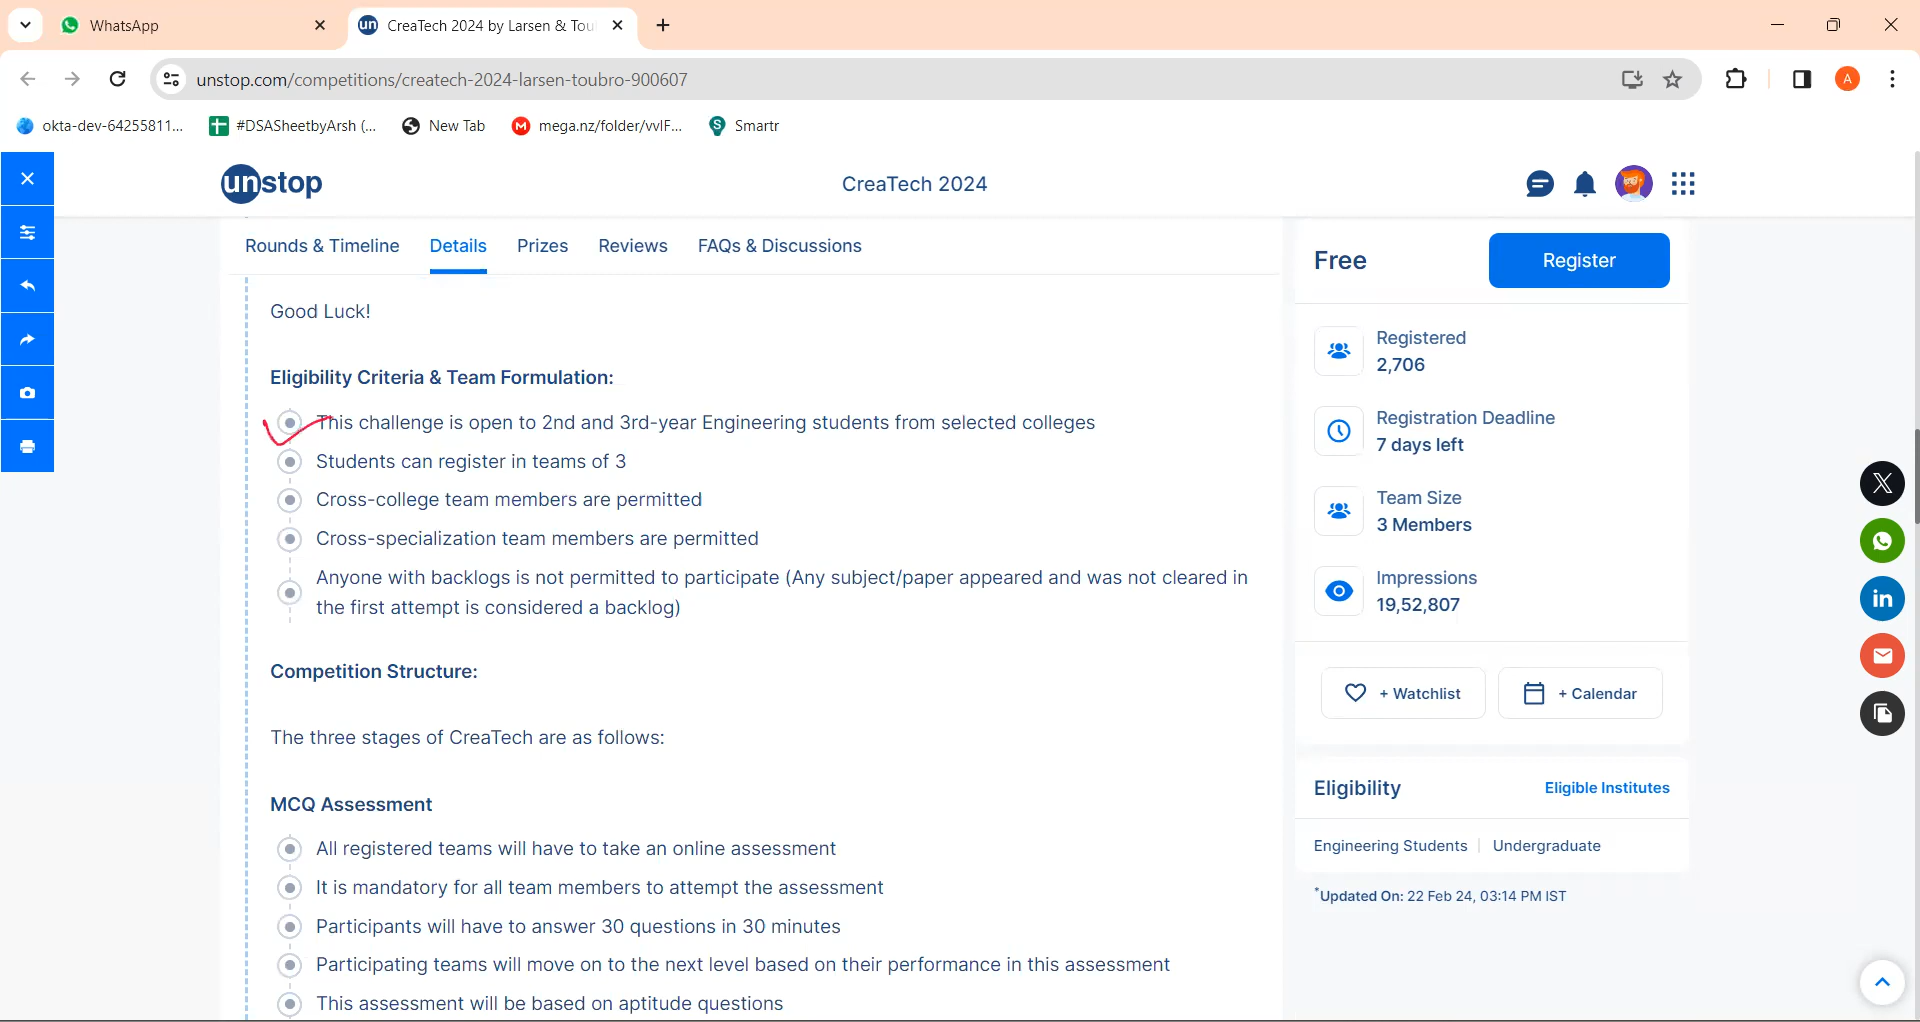 WhatsApp
CreaTech 2024 by Larsen & Tou
unstop.com/competitions/createch-2024-larsen-toubro-900607
A
okta-dev-64255811...
#DSASheetbyArsh (...
New Tab
mega.nz/folder/vvlF...
Smartr
unstop
CreaTech 2024
Rounds & Timeline
Details
Prizes
Reviews
FAQs & Discussions
Good Luck!
Eligibility Criteria & Team Formulation:
This challenge is open to 2nd and 3rd-year Engineering students from selected colleges
Students can register in teams of 3
Cross-college team members are permitted
Cross-specialization team members are permitted
Anyone with backlogs is not permitted to participate (Any subject/paper appeared and was not cleared in
the first attempt is considered a backlog)
Competition Structure:
The three stages of CreaTech are as follows:
MCQ Assessment
All registered teams will have to take an online assessment
It is mandatory for all team members to attempt the assessment
Participants will have to answer 30 questions in 30 minutes
Participating teams will move on to the next level based on their performance in this assessment
This assessment will be based on aptitude questions
Free
Register
Registered
2,706
Registration Deadline
7 days left
Team Size
3 Members
Impressions
19,52,807
+ Watchlist
+ Calendar
Eligibility
Eligible Institutes
Engineering Students
Undergraduate
*Updated On: 22 Feb 24, 03:14 PM IST